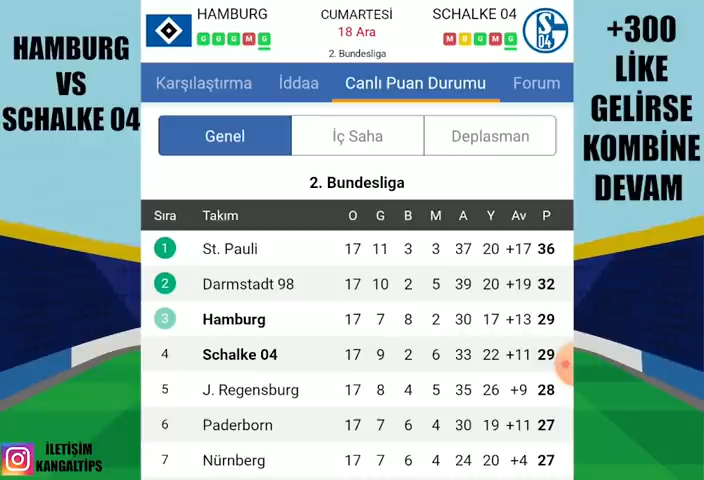 HAMBURG
VS
SCHALKE 04
HAMBURG
G G G M G
CUMARTESİ
18 Ara
2. Bundesliga
SCHALKE 04
M B G M G
S
04
+300
LİKE
GELİRSE
KOMBİNE
DEVAM
Karşılaştırma İddaa Canlı Puan Durumu Forum
Genel İç Saha Deplasman
2. Bundesliga
Sıra Takım O G B M A Y Av P
1 St. Pauli 17 11 3 3 37 20 +17 36
2 Darmstadt 98 17 10 2 5 39 20 +19 32
3 Hamburg 17 7 8 2 30 17 +13 29
4 Schalke 04 17 9 2 6 33 22 +11 29
5 J. Regensburg 17 8 4 5 35 26 +9 28
6 Paderborn 17 7 6 4 30 19 +11 27
7 Nürnberg 17 7 6 4 24 20 +4 27
İLETİŞİM
KANGALTİPS